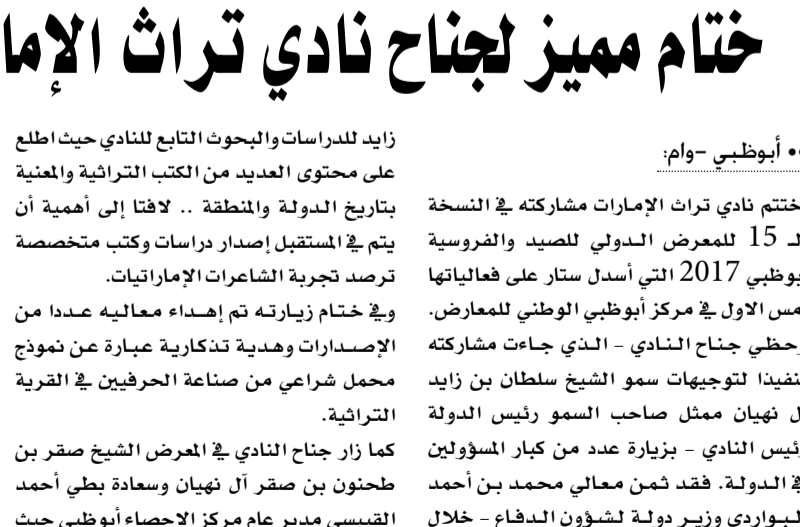 ختام مميز لجناح نادي تراث الإما
•• أبوظبي -وام:
ختتم نادي تراث الإمارات مشاركته في النسخة
لـ 15 للمعرض الدولي للصيد والفروسية
بوظبي 2017 التي أسدل ستار على فعالياتها
مس الاول في مركز أبوظبي الوطني للمعارض.
حظي جناح النادي - الذي جاءت مشاركته
نفيذا لتوجيهات سمو الشيخ سلطان بن زايد
ل نهيان ممثل صاحب السمو رئيس الدولة
ئيس النادي - بزيارة عدد من كبار المسؤولين
في الدولة. فقد ثمن معالي محمد بن أحمد
لبواردي وزير دولة لشؤون الدفاع - خلال
زايد للدراسات والبحوث التابع للنادي حيث اطلع
على محتوى العديد من الكتب التراثية والمعنية
بتاريخ الدولة والمنطقة .. لافتا إلى أهمية أن
يتم في المستقبل إصدار دراسات وكتب متخصصة
ترصد تجربة الشاعرات الإماراتيات.
وفي ختام زيارته تم إهداء معاليه عددا من
الإصدارات وهدية تذكارية عبارة عن نموذج
محمل شراعي من صناعة الحرفيين في القرية
التراثية.
كما زار جناح النادي في المعرض الشيخ صقر بن
طحنون بن صقر آل نهيان وسعادة بطي أحمد
القبيسي مدير عام مركز الاحصاء أبوظبي حيث